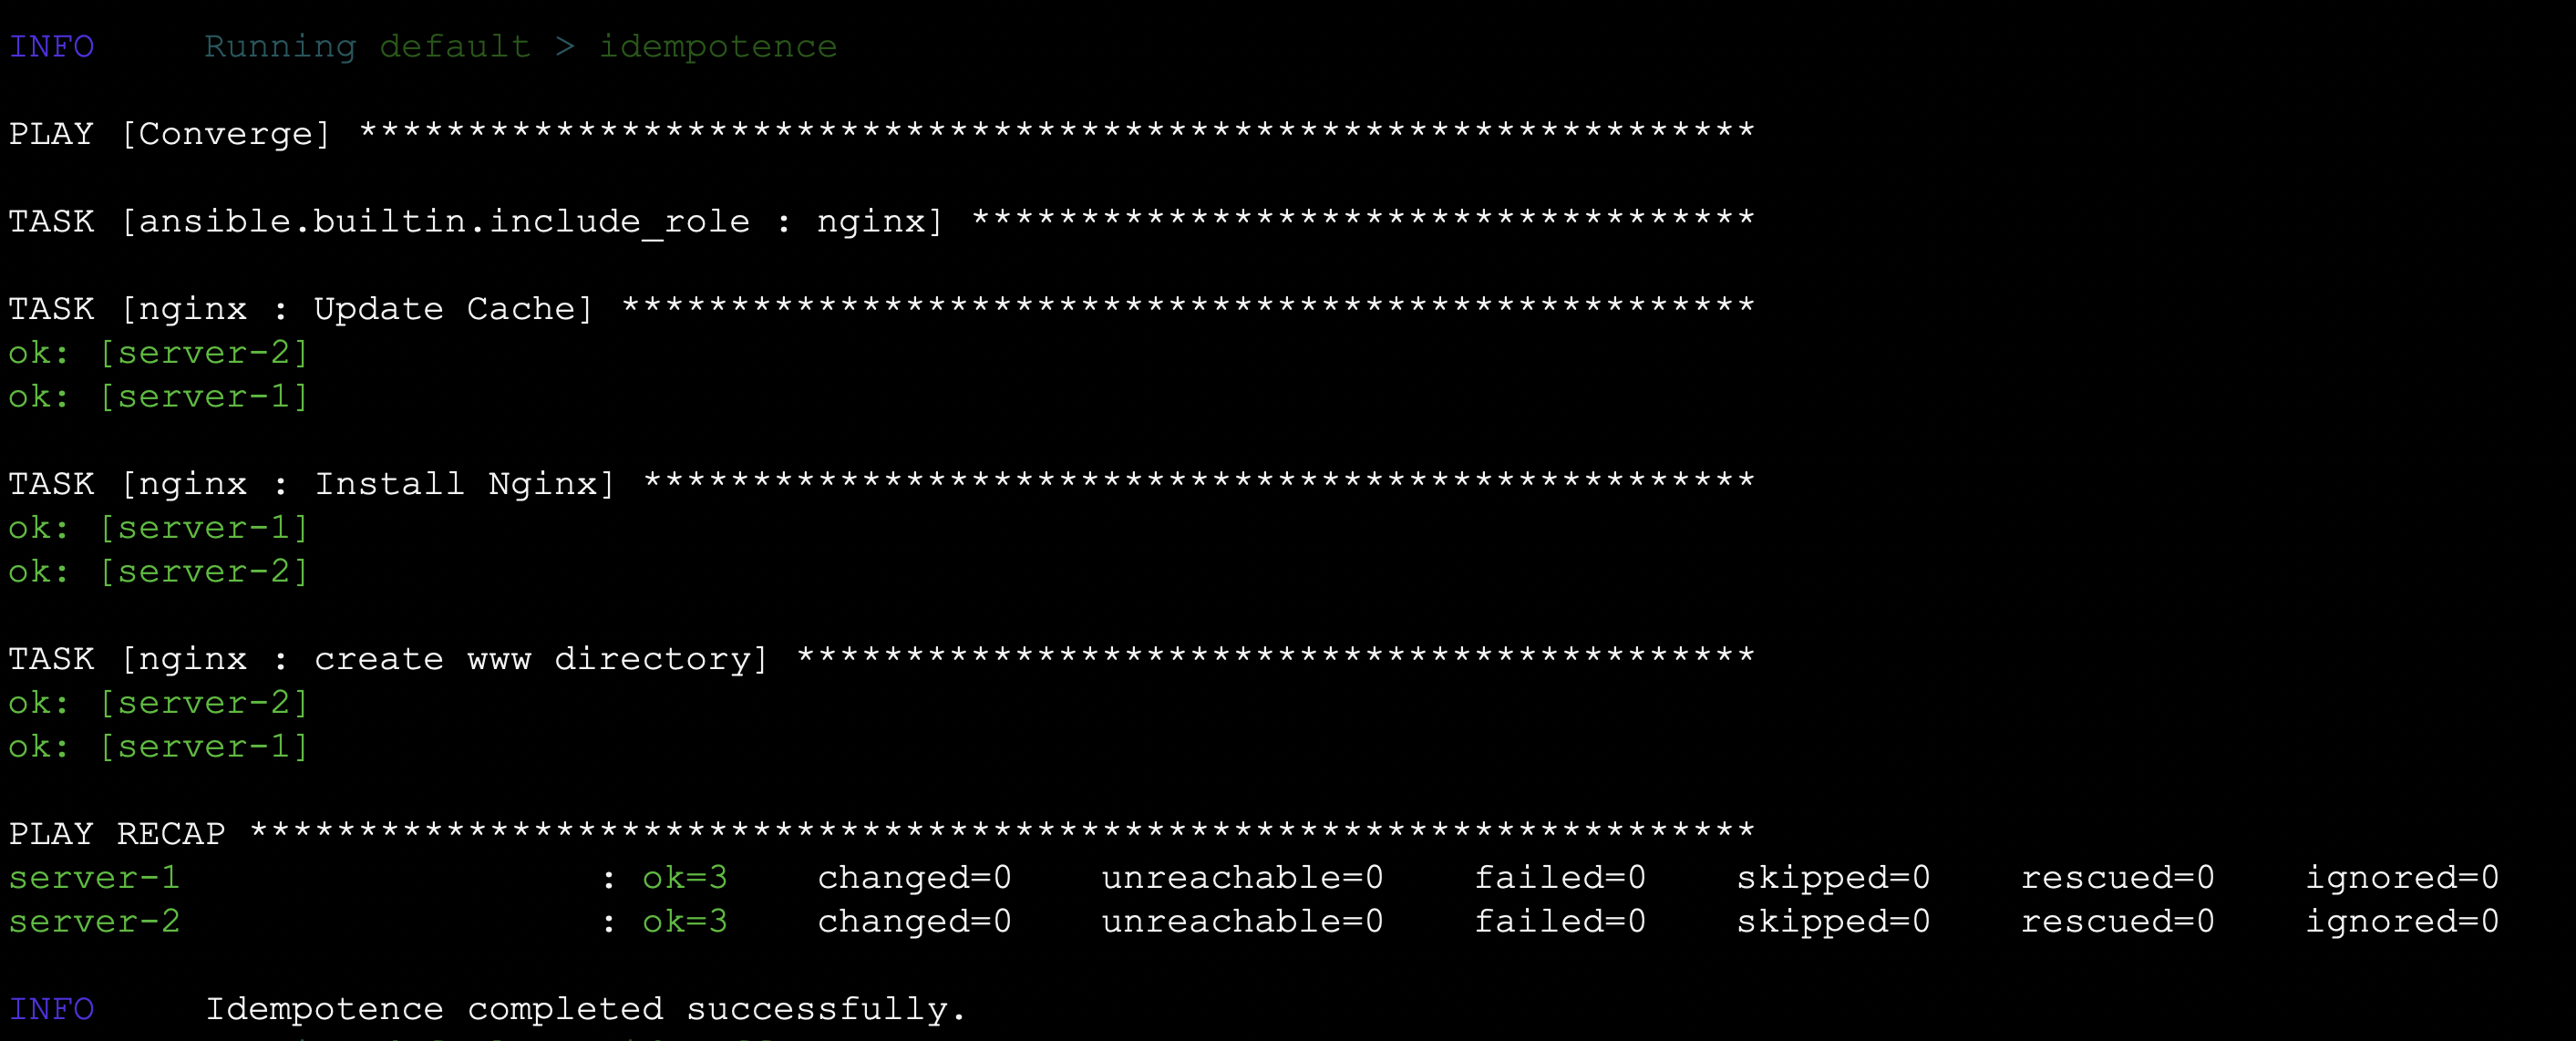 INFO     Running default > idempotence
PLAY [Converge] ****************************************************************
TASK [ansible.builtin.include_role : nginx] ************************************
TASK [nginx : Update Cache] ****************************************************
ok: [server-2]
ok: [server-1]
TASK [nginx : Install Nginx] ***************************************************
ok: [server-1]
ok: [server-2]
TASK [nginx : create www directory] ********************************************
ok: [server-2]
ok: [server-1]
PLAY RECAP *********************************************************************
server-1                   : ok=3    changed=0    unreachable=0    failed=0    skipped=0    rescued=0    ignored=0
server-2                   : ok=3    changed=0    unreachable=0    failed=0    skipped=0    rescued=0    ignored=0
INFO     Idempotence completed successfully.